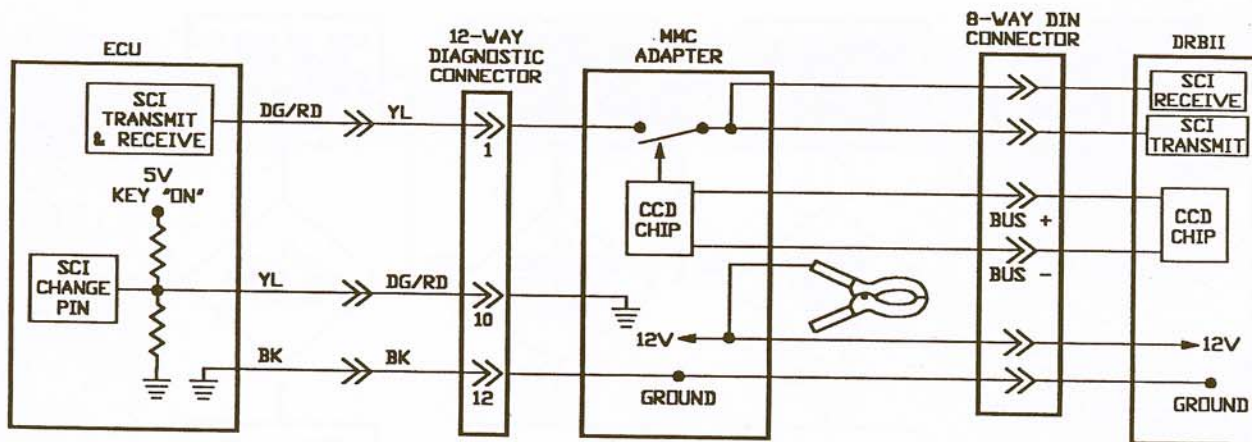 ECU
12-WAY
DIAGNOSTIC
CONNECTOR
MMC
ADAPTER
8-WAY DIN
CONNECTOR
DRBII
SCI
TRANSMIT
& RECEIVE
DG/RD
YL
1
SCI
RECEIVE
SCI
TRANSMIT
5V
KEY "ON"
CCD
CHIP
BUS +
BUS -
CCD
CHIP
SCI
CHANGE
PIN
YL
DG/RD
10
12V
12V
BK
BK
12
GROUND
GROUND